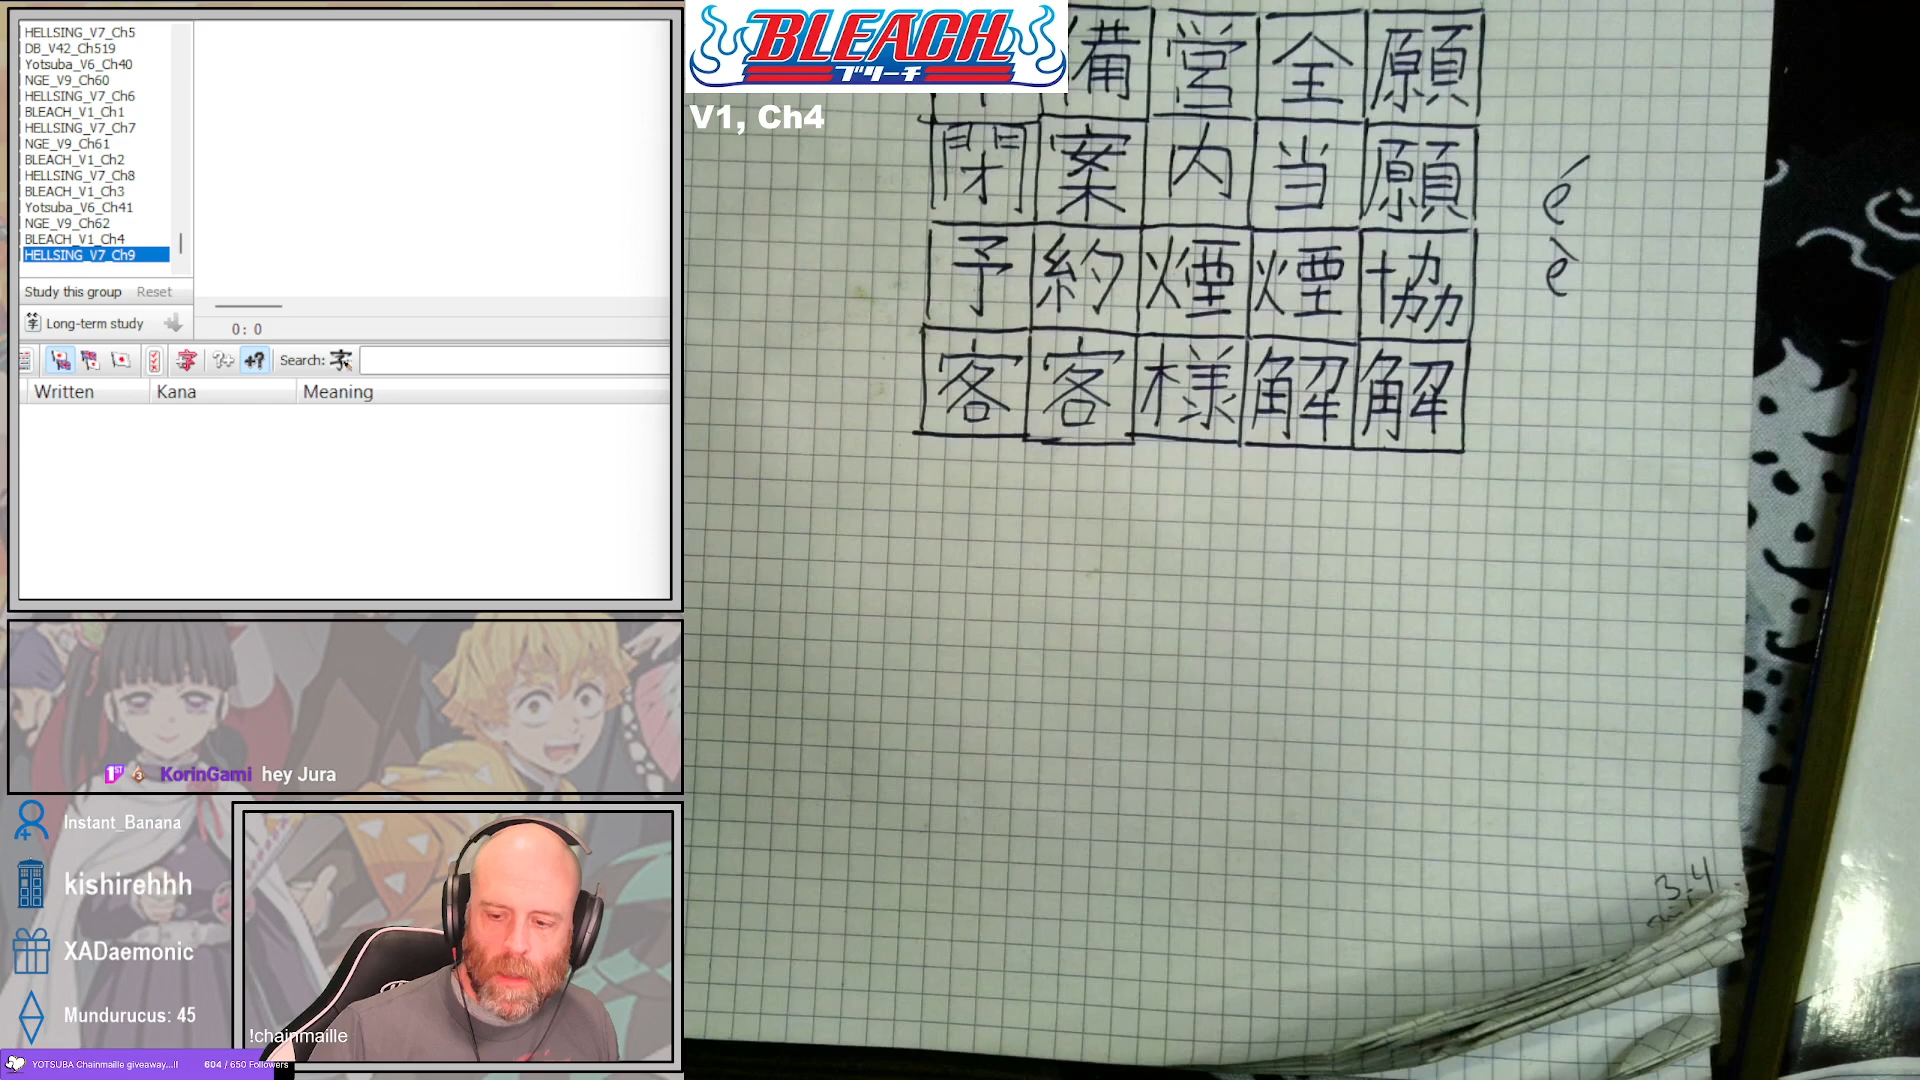 HELLSING_V7_Ch5
DB_V42_Ch519
Yotsuba_V6_Ch40
NGE_V9_Ch60
HELLSING_V7_Ch6
BLEACH_V1_Ch1
HELLSING_V7_Ch7
NGE_V9_Ch61
BLEACH_V1_Ch2
HELLSING_V7_Ch8
BLEACH_V1_Ch3
Yotsuba_V6_Ch41
NGE_V9_Ch62
BLEACH_V1_Ch4
HELLSING_V7_Ch9
Study this group Reset
Long-term study
0: 0
Search:
Written Kana Meaning
KorinGami hey Jura
Instant_Banana
kishirehhh
XADaemonic
Mundurucus: 45
!chainmaille
YOTSUBA Chainmaille giveaway...!! 604 / 650 Followers
BLEACH
ブリーチ
V1, Ch4
備営全願
閉案内当願
予約煙煙協
客客様解解
é
è
3.4